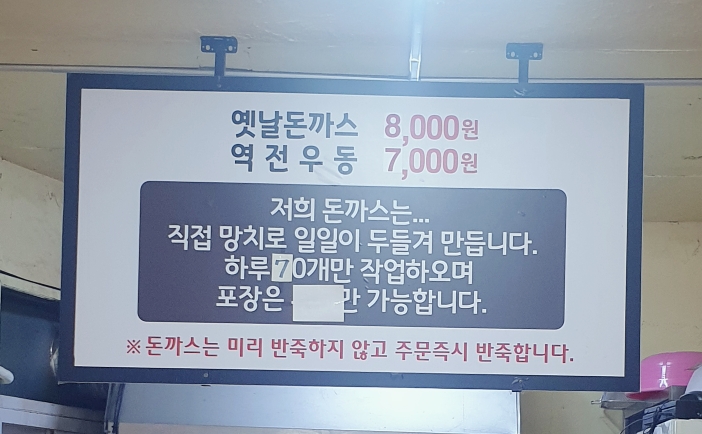 옛날돈까스 8,000원
역전우동 7,000원
저희 돈까스는...
직접 망치로 일일이 두들겨 만듭니다.
하루70개만 작업하오며
포장은 만 가능합니다.
※돈까스는 미리 반죽하지 않고 주문즉시 반죽합니다.